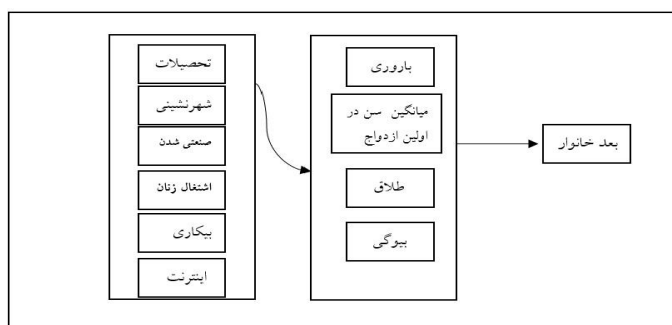 تحصیلات
شهرنشینی
صنعتی شدن
اشتغال زنان
بیکاری
اینترنت
باروری
میانگین سن در
اولین ازدواج
طلاق
بیوگی
بعد خانوار